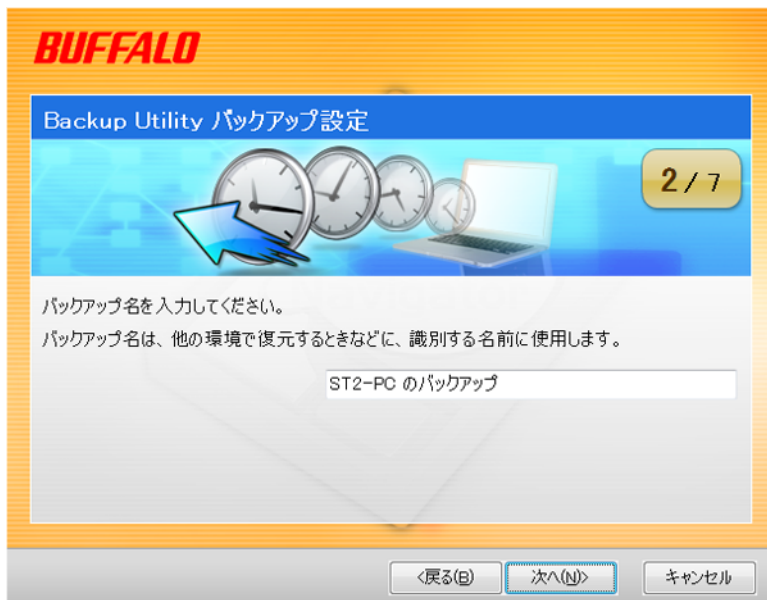 BUFFALO
Backup Utility バックアップ設定
2 / 7
バックアップ名を入力してください。
バックアップ名は、他の環境で復元するときなどに、識別する名前に使用します。
ST2-PC のバックアップ
<戻る(B) 次へ(N)> キャンセル